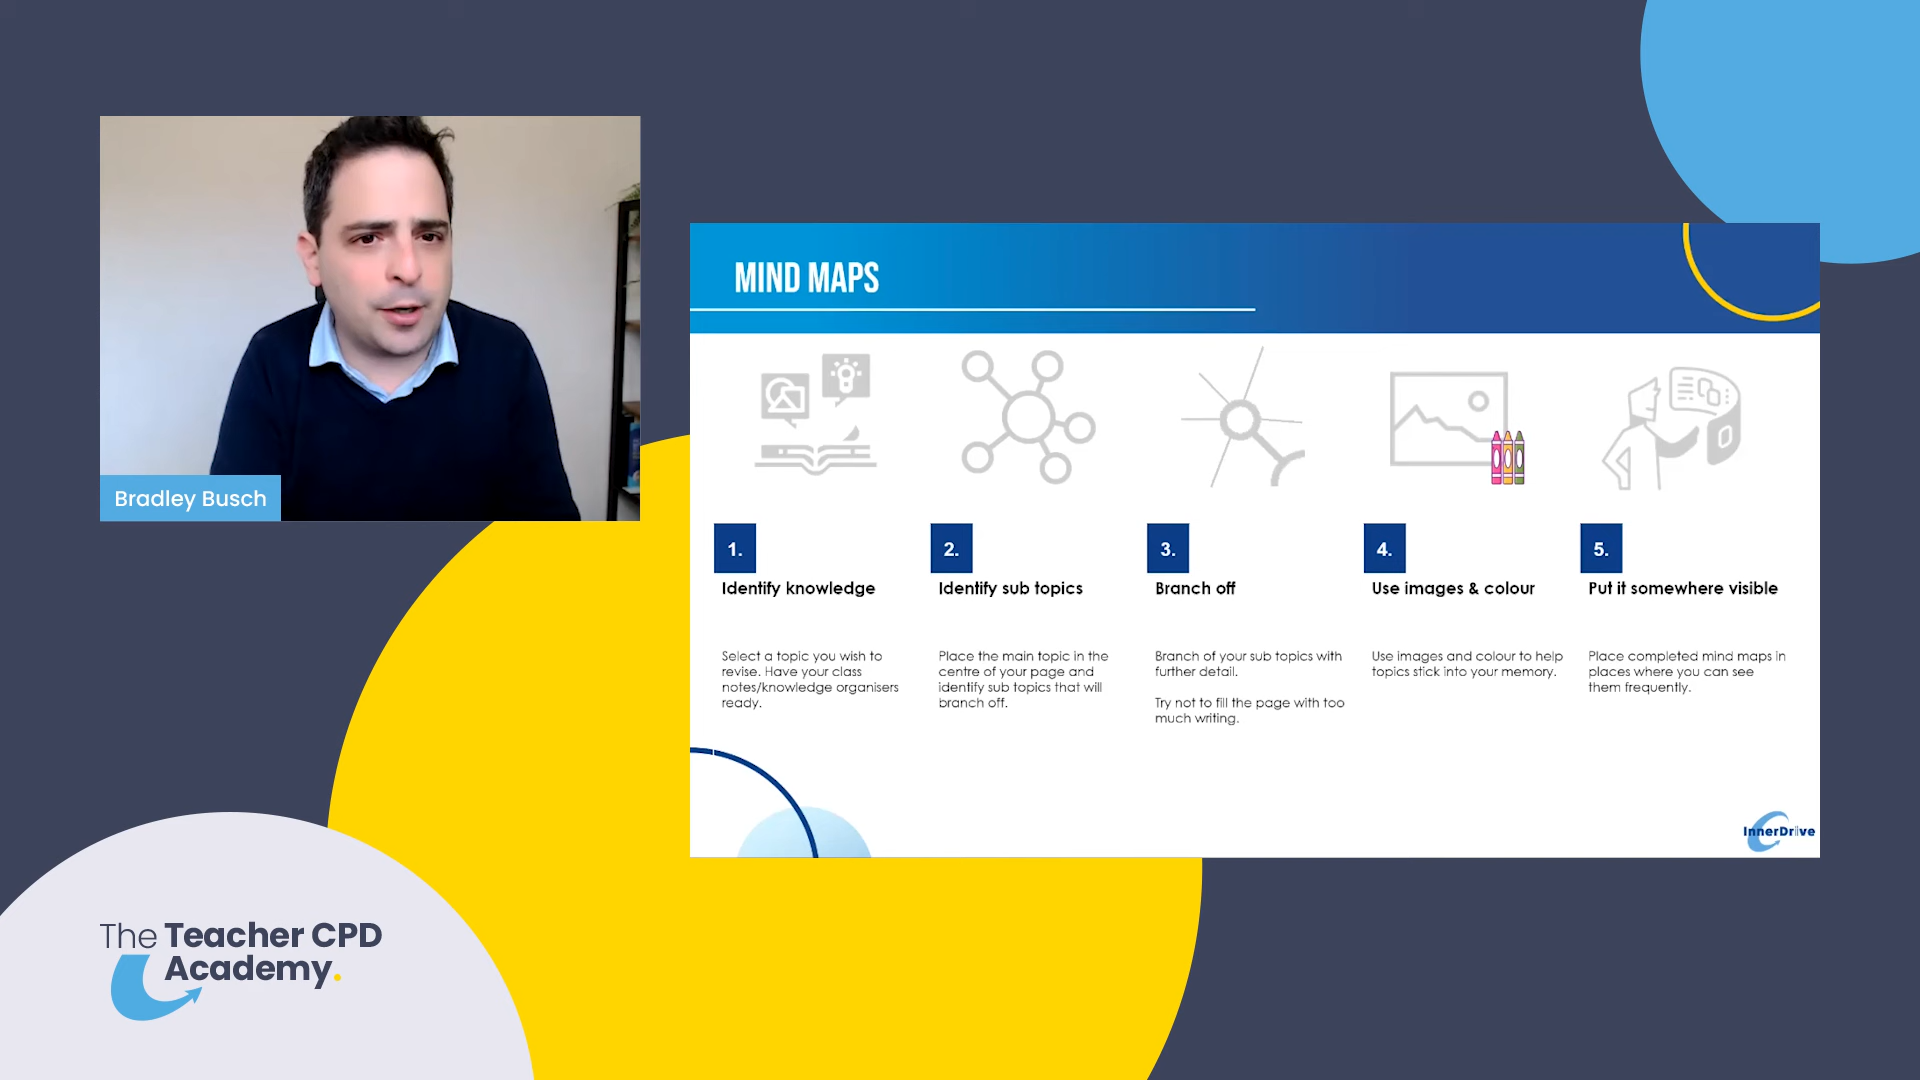 Bradley Busch
MIND MAPS
1.
Identify knowledge
Select a topic you wish to
revise. Have your class
notes/knowledge organisers
ready.
2.
Identify sub topics
Place the main topic in the
centre of your page and
identify sub topics that will
branch off.
3.
Branch off
Branch of your sub topics with
further detail.
Try not to fill the page with too
much writing.
4.
Use images & colour
Use images and colour to help
topics stick into your memory.
5.
Put it somewhere visible
Place completed mind maps in
places where you can see
them frequently.
InnerDrive
The Teacher CPD
Academy.